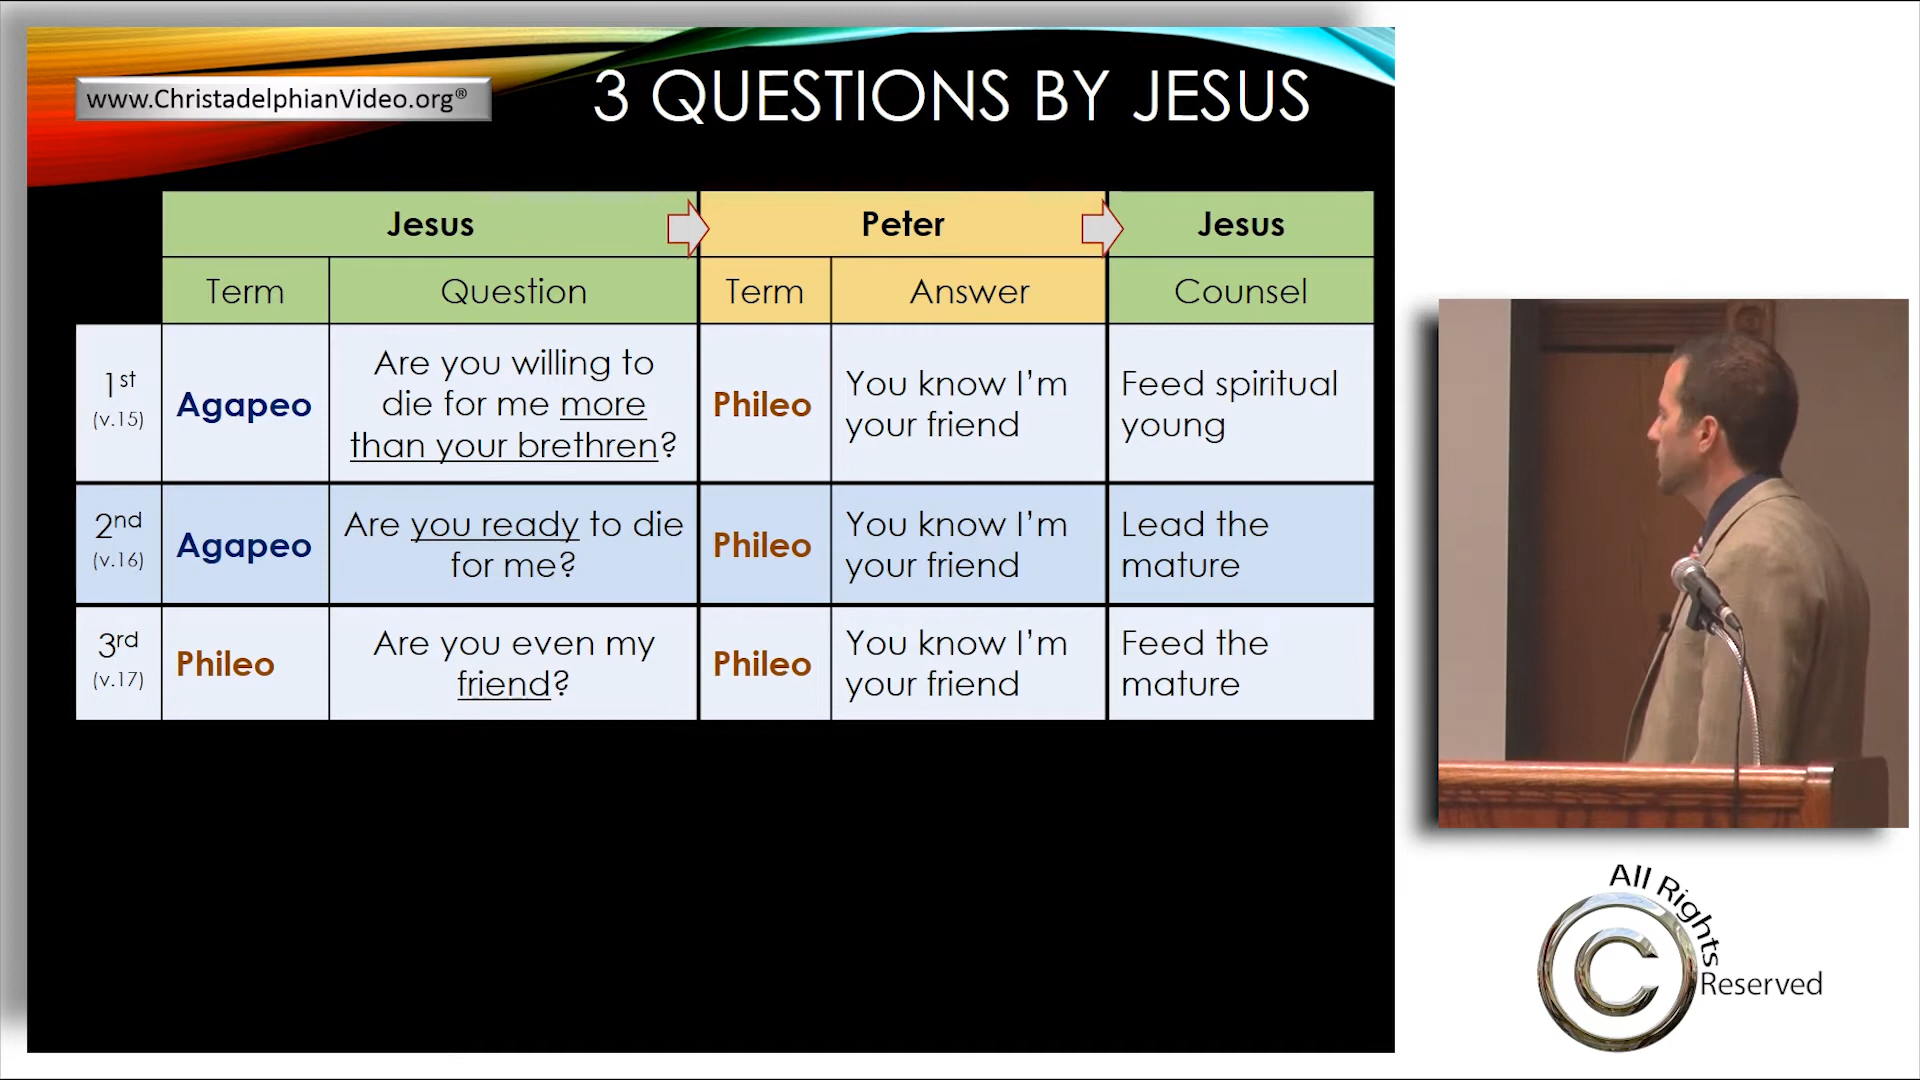 www.ChristadelphianVideo.org®
3 QUESTIONS BY JESUS
Jesus
Peter
Jesus
Term
Question
Term
Answer
Counsel
1st
(v.15)
Agapeo
Are you willing to
die for me more
than your brethren?
Phileo
You know I'm
your friend
Feed spiritual
young
2nd
(v.16)
Agapeo
Are you ready to die
for me?
Phileo
You know I'm
your friend
Lead the
mature
3rd
(v.17)
Phileo
Are you even my
friend?
Phileo
You know I'm
your friend
Feed the
mature
All Rights
Reserved
C